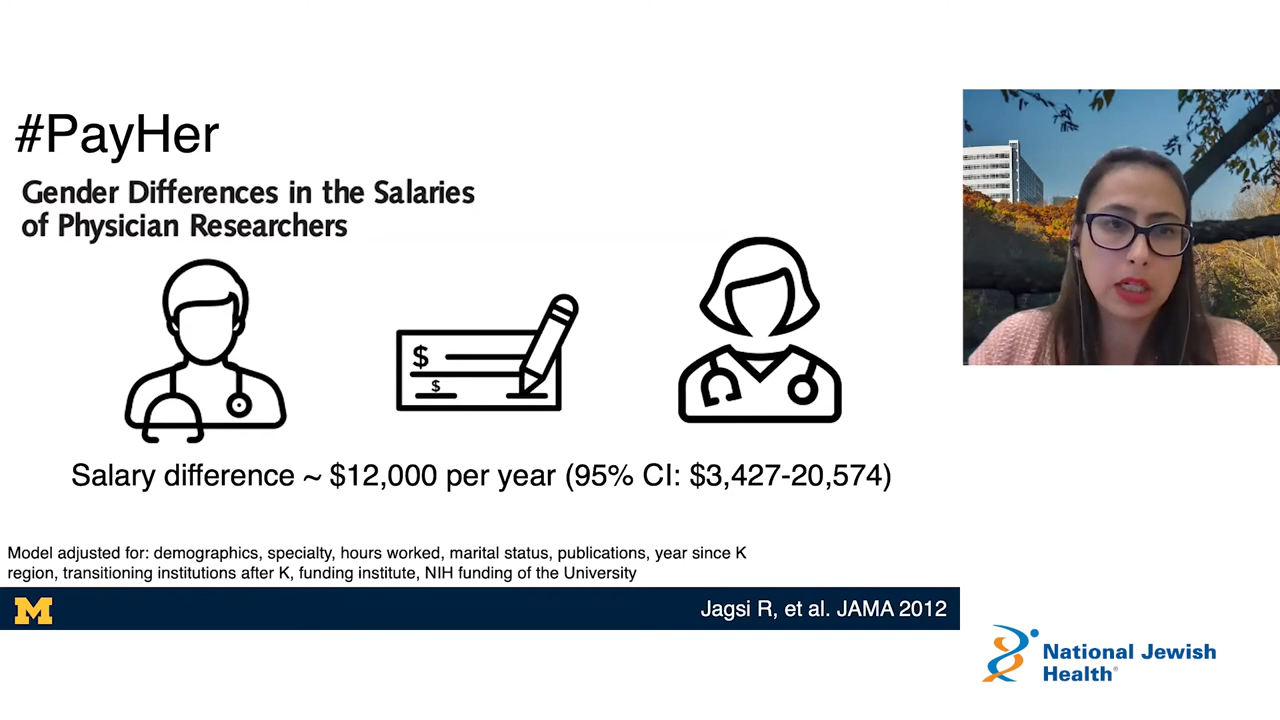 #PayHer
Gender Differences in the Salaries
of Physician Researchers
$
$
Salary difference ~ $12,000 per year (95% CI: $3,427-20,574)
Model adjusted for: demographics, specialty, hours worked, marital status, publications, year since K
region, transitioning institutions after K, funding institute, NIH funding of the University
M
Jagsi R, et al. JAMA 2012
National Jewish
Health®